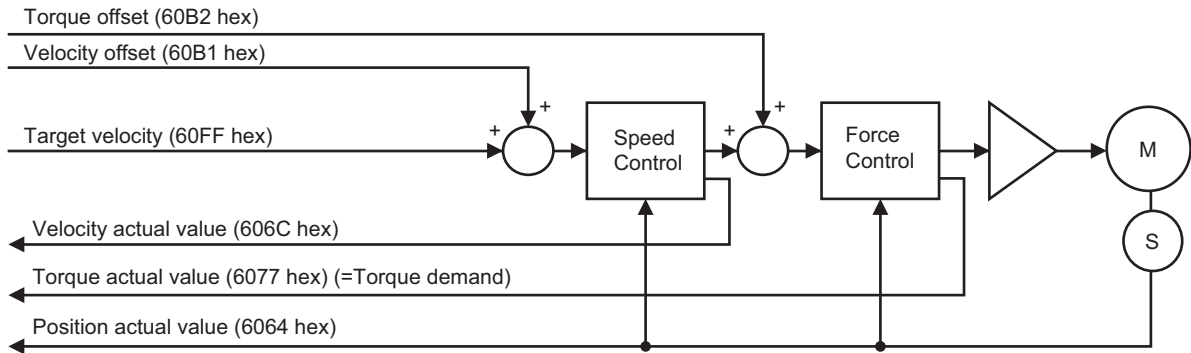 Torque offset (60B2 hex)
Velocity offset (60B1 hex)
+
+
Target velocity (60FF hex)
+
+
Speed
Control
Force
Control
M
Velocity actual value (606C hex)
S
Torque actual value (6077 hex) (=Torque demand)
Position actual value (6064 hex)